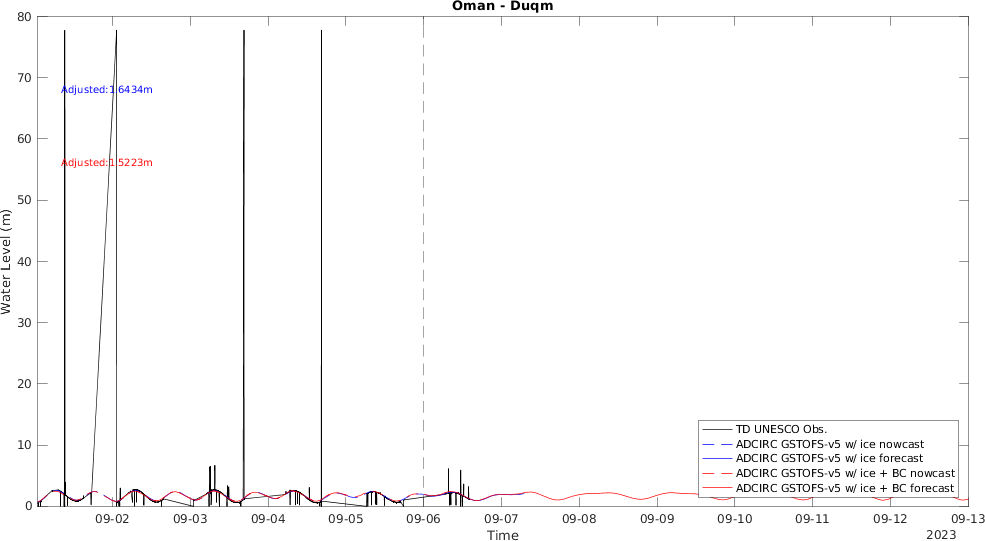 Oman - Duqm
80
70
60
50
40
30
20
10
0
Water Level (m)
Adjusted:1.6434m
Adjusted:1.5223m
TD UNESCO Obs.
ADCIRC GSTOFS-v5 w/ ice nowcast
ADCIRC GSTOFS-v5 w/ ice forecast
ADCIRC GSTOFS-v5 w/ ice + BC nowcast
ADCIRC GSTOFS-v5 w/ ice + BC forecast
09-02 09-03 09-04 09-05 09-06 09-07 09-08 09-09 09-10 09-11 09-12 09-13
Time
2023